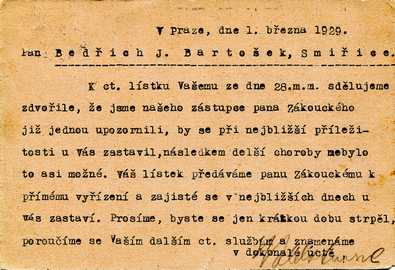 V Praze, dne 1. března 1929.
Pan Bedřich J. Bartošek, Smiřice.
K ct. lístku Vašemu ze dne 28.m.m. sdělujeme
zdvořile, že jsme našeho zástupce pana Zákouckého
již jednou upozornili, by se při nejbližší příleži-
tosti u Vás zastavil,následkem delší choroby nebylo
to asi možné. Váš lístek předáváme panu Zákouckému k
přímému vyřízení a zajisté se v nejbližších dnech u
vás zastaví. Prosíme, byste se jen krátkou dobu strpěl,
poroučíme se Vašim dalším ct. službám a znamenáme
v dokonalé úctě